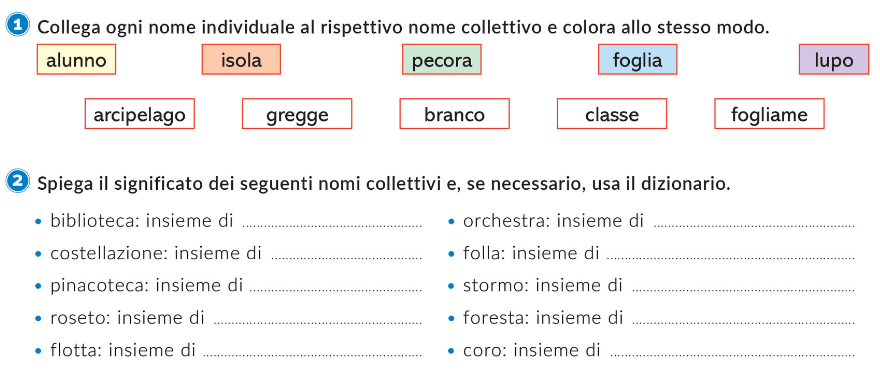 1 Collega ogni nome individuale al rispettivo nome collettivo e colora allo stesso modo.
alunno isola pecora foglia lupo
arcipelago gregge branco classe fogliame
2 Spiega il significato dei seguenti nomi collettivi e, se necessario, usa il dizionario.
• biblioteca: insieme di ........................................
• costellazione: insieme di ........................................
• pinacoteca: insieme di ........................................
• roseto: insieme di ........................................
• flotta: insieme di ........................................
• orchestra: insieme di ........................................
• folla: insieme di ........................................
• stormo: insieme di ........................................
• foresta: insieme di ........................................
• coro: insieme di ........................................